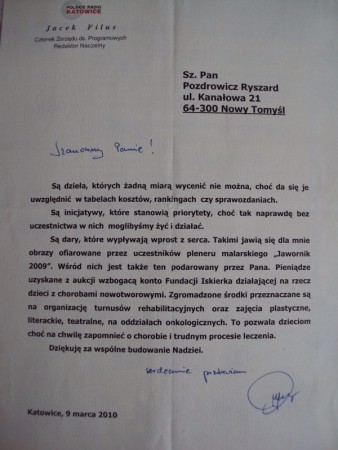 POLSKIE RADIO
KATOWICE
Jacek Filus
Członek Zarządu ds. Programowych
Redaktor Naczelny
Sz. Pan
Pozdrowicz Ryszard
ul. Kanałowa 21
64-300 Nowy Tomyśl
Szanowny Panie!
Są dzieła, których żadną miarą wycenić nie można, choć da się je
uwzględnić w tabelach kosztów, rankingach czy sprawozdaniach.
Są inicjatywy, które stanowią priorytety, choć tak naprawdę bez
uczestnictwa w nich moglibyśmy żyć i działać.
Są dary, które wypływają wprost z serca. Takimi jawią się dla mnie
obrazy ofiarowane przez uczestników pleneru malarskiego „Jawornik
2009". Wśród nich jest także ten podarowany przez Pana. Pieniądze
uzyskane z aukcji wzbogacą konto Fundacji Iskierka działającej na rzecz
dzieci z chorobami nowotworowymi. Zgromadzone środki przeznaczane są
na organizację turnusów rehabilitacyjnych oraz zajęcia plastyczne,
literackie, teatralne, na oddziałach onkologicznych. To pozwala dzieciom
choć na chwilę zapomnieć o chorobie i trudnym procesie leczenia.
Dziękuję za wspólne budowanie Nadziei.
serdecznie pozdrawiam
Katowice, 9 marca 2010